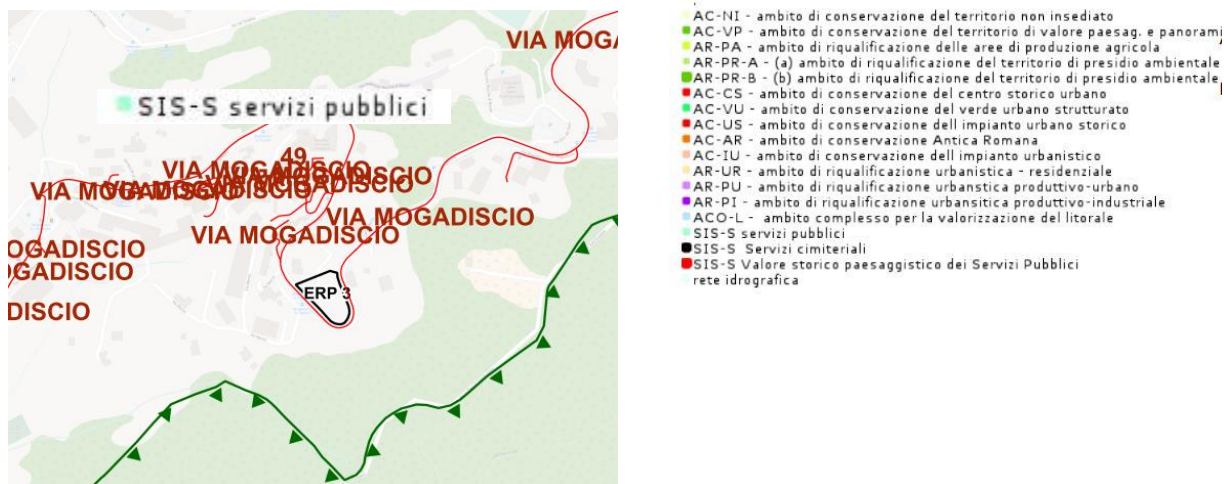 VIA MOGA
SIS-S servizi pubblici
49
VIA MOGADISCIO
VIA MOGADISCIO
VIA MOGADISCIO
VIA MOGADISCIO
VIA MOGADISCIO
VIA MOGADISCIO
OGADISCIO
OGADISCIO
DISCIO
ERP 3
AC-NI - ambito di conservazione del territorio non insediato
AC-VP - ambito di conservazione del territorio di valore paesag. e panorami
AR-PA - ambito di riqualificazione delle aree di produzione agricola
AR-PR-A - (a) ambito di riqualificazione del territorio di presidio ambientale
AR-PR-B - (b) ambito di riqualificazione del territorio di presidio ambientale
AC-CS - ambito di conservazione del centro storico urbano
AC-VU - ambito di conservazione del verde urbano strutturato
AC-US - ambito di conservazione dell impianto urbano storico
AC-AR - ambito di conservazione Antica Romana
AC-IU - ambito di conservazione dell impianto urbanistico
AR-UR - ambito di riqualificazione urbanistica - residenziale
AR-PU - ambito di riqualificazione urbanstica produttivo-urbano
AR-PI - ambito di riqualificazione urbansitica produttivo-industriale
ACO-L - ambito complesso per la valorizzazione del litorale
SIS-S servizi pubblici
SIS-S Servizi cimiteriali
SIS-S Valore storico paesaggistico dei Servizi Pubblici
rete idrografica